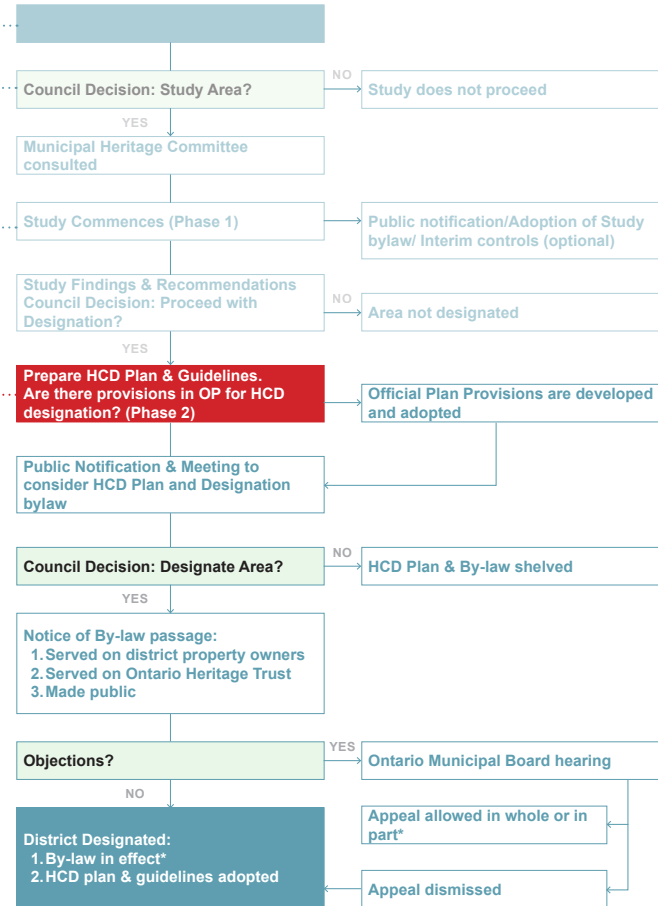 Council Decision: Study Area?
NO
Study does not proceed
YES
Municipal Heritage Committee
consulted
Study Commences (Phase 1)
Public notification/Adoption of Study
bylaw/ Interim controls (optional)
Study Findings & Recommendations
Council Decision: Proceed with
Designation?
NO
Area not designated
YES
Prepare HCD Plan & Guidelines.
Are there provisions in OP for HCD
designation? (Phase 2)
Official Plan Provisions are developed
and adopted
Public Notification & Meeting to
consider HCD Plan and Designation
bylaw
Council Decision: Designate Area?
NO
HCD Plan & By-law shelved
YES
Notice of By-law passage:
1. Served on district property owners
2. Served on Ontario Heritage Trust
3. Made public
Objections?
YES
Ontario Municipal Board hearing
NO
Appeal allowed in whole or in
part*
District Designated:
1. By-law in effect*
2. HCD plan & guidelines adopted
Appeal dismissed